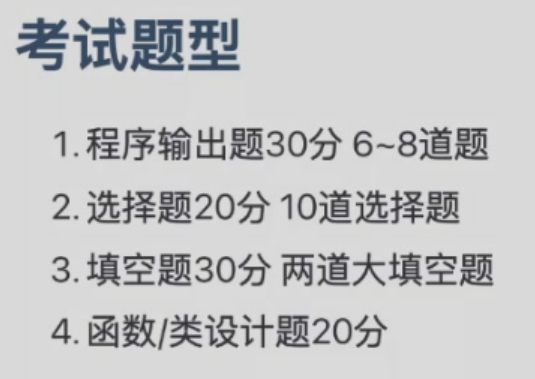 考试题型
1. 程序输出题30分 6~8道题
2. 选择题20分 10道选择题
3. 填空题30分 两道大填空题
4. 函数/类设计题20分